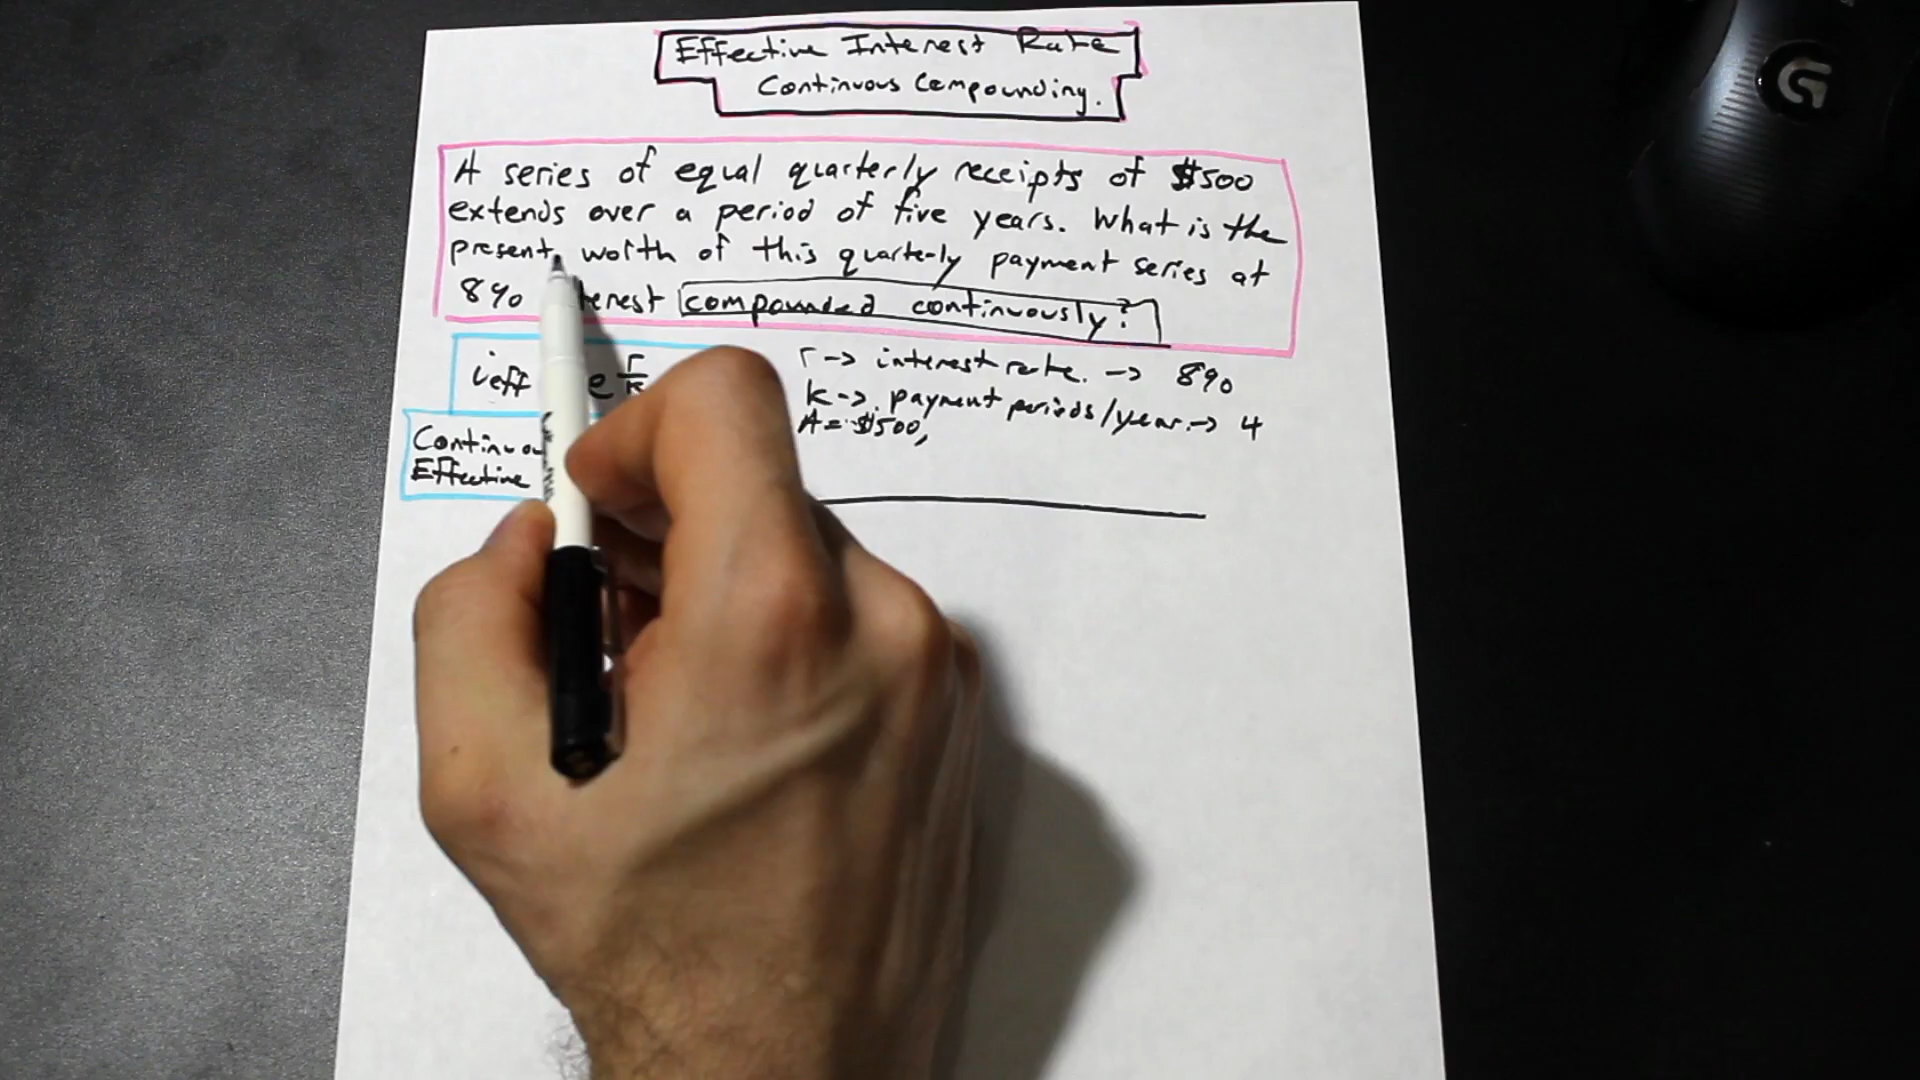 Effective Interest Rate
Continuous Compounding.
A series of equal quarterly receipts of $500
extends over a period of five years. What is the
present worth of this quarterly payment series at
8% compounded continuously?
ieff e r/k
r -> interest rate. -> 8%
k -> payment periods/year. -> 4
A = $500,
Effective
G